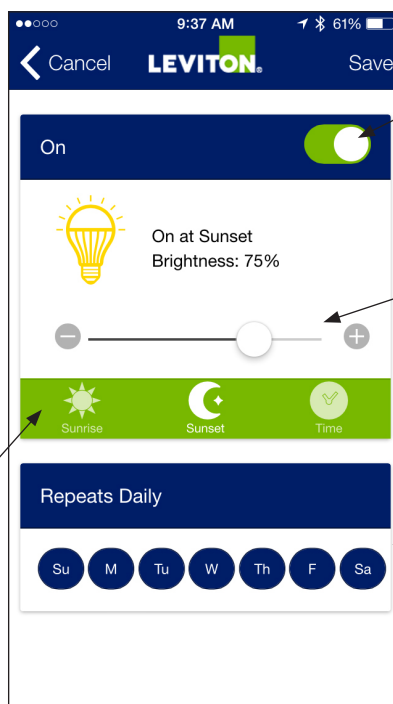 9:37 AM 61%
Cancel LEVITON® Save
On
On at Sunset
Brightness: 75%
Sunrise Sunset Time
Repeats Daily
Su M Tu W Th F Sa